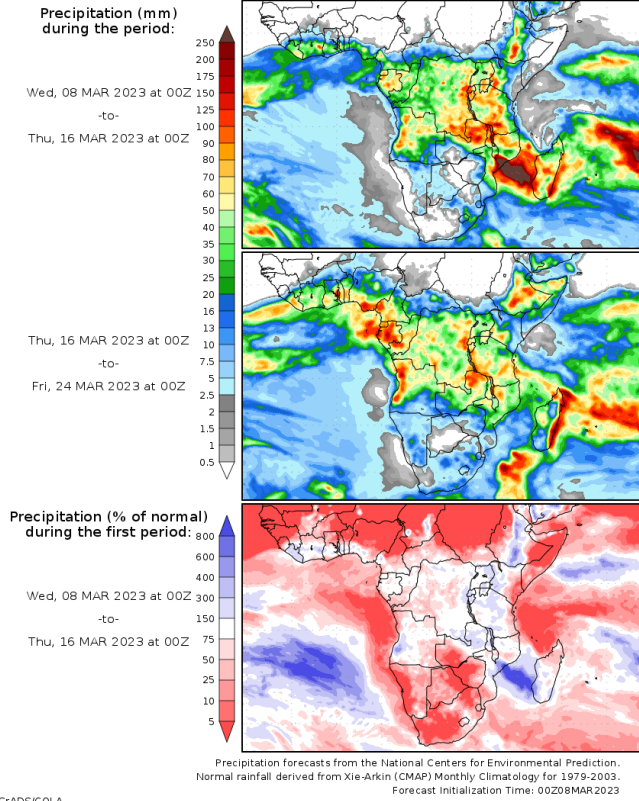 Precipitation (mm)
during the period:
250
200
175
150
125
100
90
80
70
60
50
40
35
30
25
20
16
13
10
7.5
5
2.5
2
1.5
1
0.5
Wed, 08 MAR 2023 at 00Z
-to-
Thu, 16 MAR 2023 at 00Z
Thu, 16 MAR 2023 at 00Z
-to-
Fri, 24 MAR 2023 at 00Z
Precipitation (% of normal)
during the first period:
800
600
400
300
150
75
50
25
10
5
Wed, 08 MAR 2023 at 00Z
-to-
Thu, 16 MAR 2023 at 00Z
Precipitation forecasts from the National Centers for Environmental Prediction.
Normal rainfall derived from Xie-Arkin (CMAP) Monthly Climatology for 1979-2003.
Forecast Initialization Time: 00Z08MAR2023